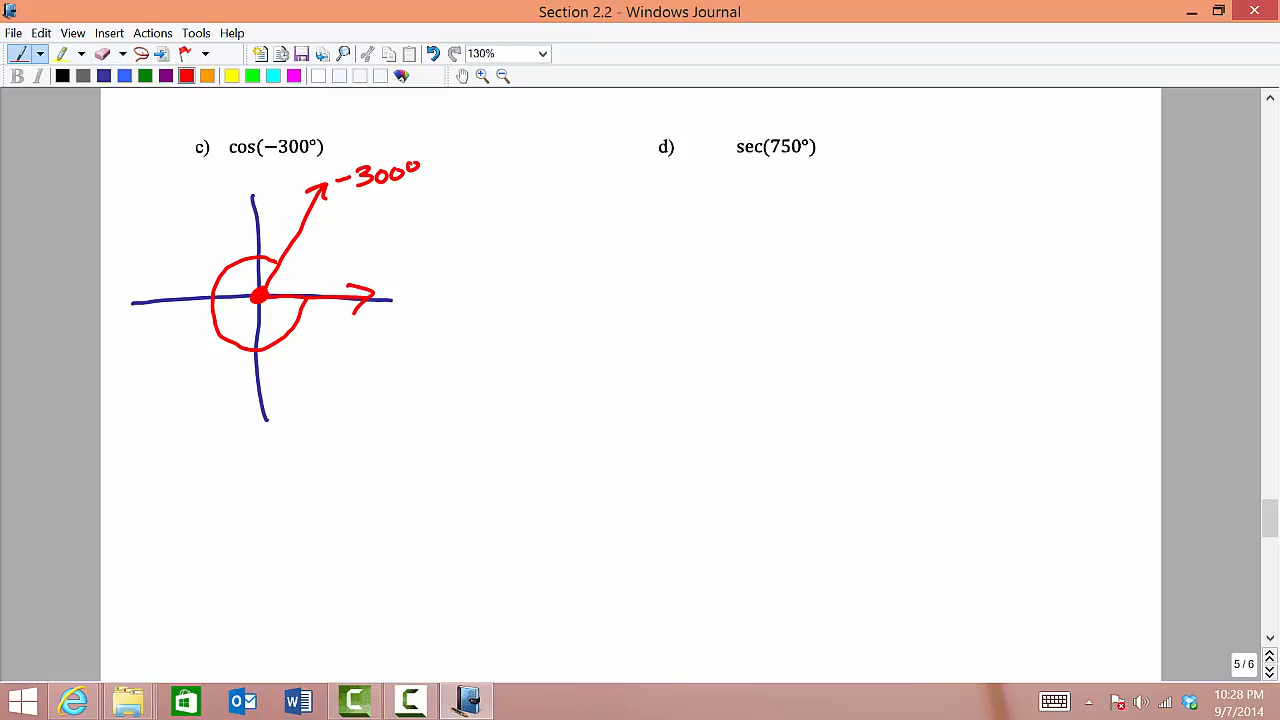 Section 2.2 - Windows Journal
File Edit View Insert Actions Tools Help
130%
B I
c) cos(−300°)
d) sec(750°)
-300°
5 / 6
10:28 PM
9/7/2014